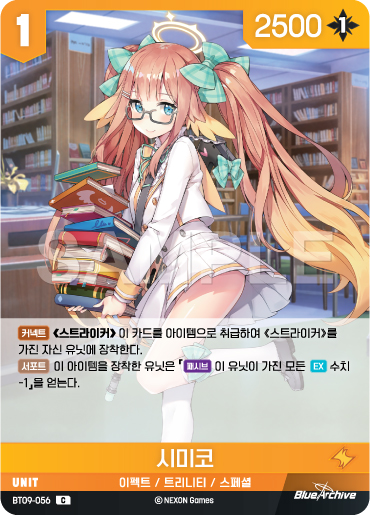 1
2500 1
SAMPLE
커넥트 《스트라이커》 이 카드를 아이템으로 취급하여 《스트라이커》를
가진 자신 유닛에 장착한다.
서포트 이 아이템을 장착한 유닛은 「패시브 이 유닛이 가진 모든 EX 수치
-1」을 얻는다.
시미코
UNIT
이펙트 / 트리니티 / 스페셜
BT09-056 C
© NEXON Games
BlueArchive